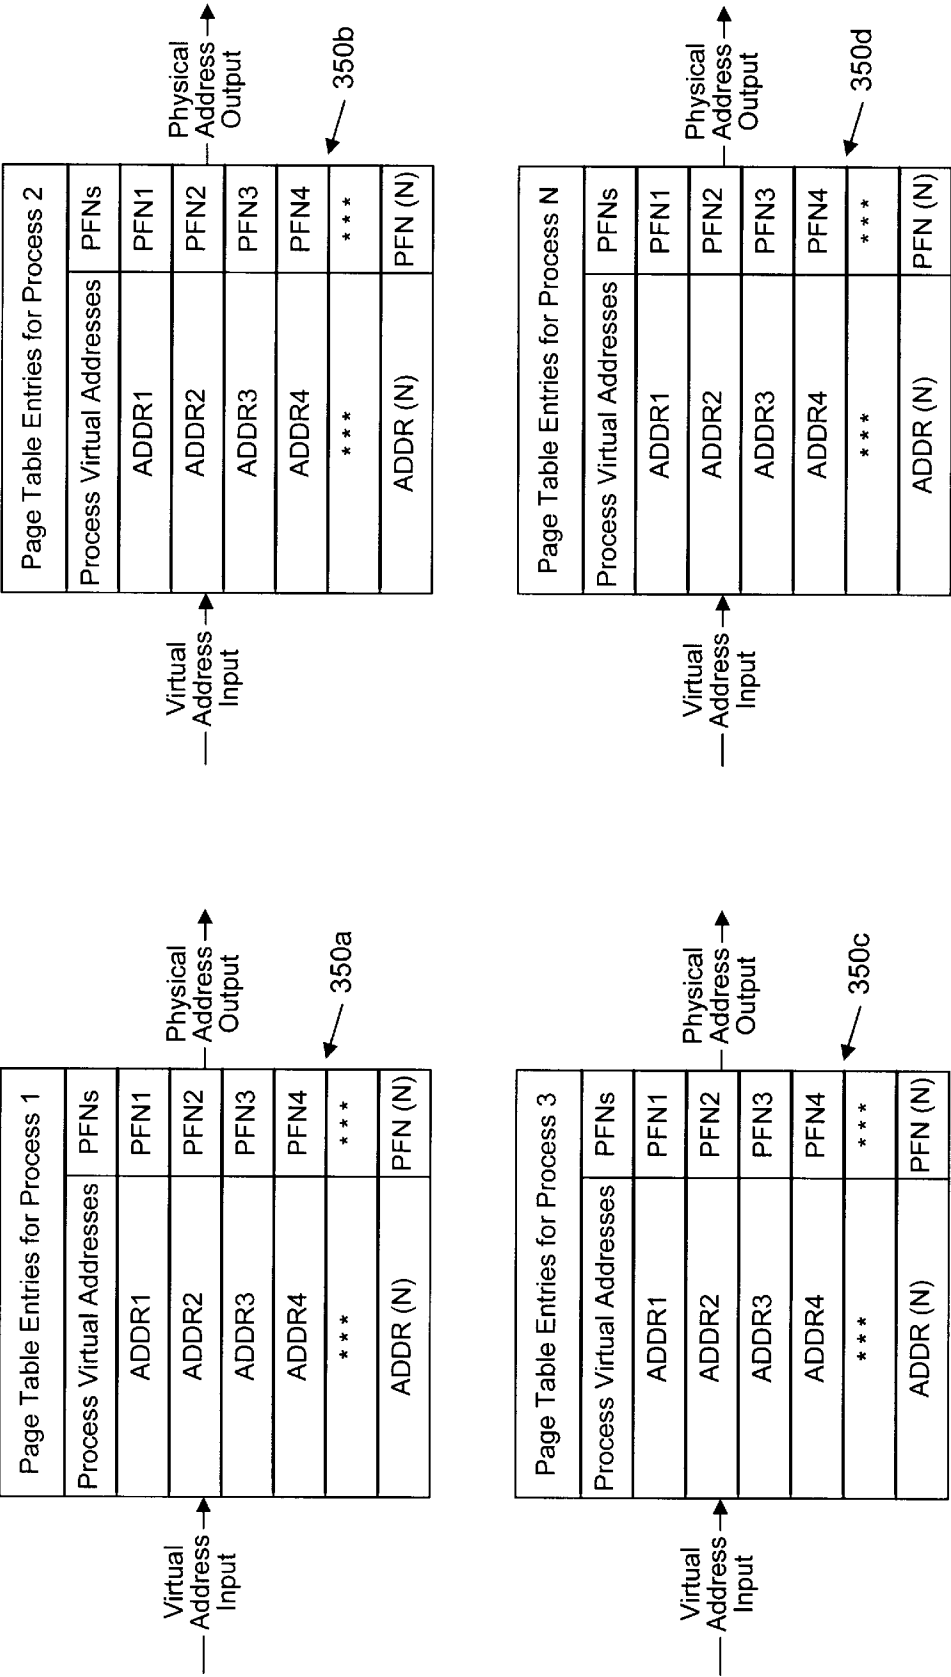 Page Table Entries for Process 1
Process Virtual Addresses PFNs
ADDR1 PFN1
ADDR2 PFN2
ADDR3 PFN3
ADDR4 PFN4
*** ***
ADDR (N) PFN (N)
Virtual
Address
Input
Physical
Address
Output
350a
Page Table Entries for Process 2
Process Virtual Addresses PFNs
ADDR1 PFN1
ADDR2 PFN2
ADDR3 PFN3
ADDR4 PFN4
*** ***
ADDR (N) PFN (N)
Virtual
Address
Input
Physical
Address
Output
350b
Page Table Entries for Process 3
Process Virtual Addresses PFNs
ADDR1 PFN1
ADDR2 PFN2
ADDR3 PFN3
ADDR4 PFN4
*** ***
ADDR (N) PFN (N)
Virtual
Address
Input
Physical
Address
Output
350c
Page Table Entries for Process N
Process Virtual Addresses PFNs
ADDR1 PFN1
ADDR2 PFN2
ADDR3 PFN3
ADDR4 PFN4
*** ***
ADDR (N) PFN (N)
Virtual
Address
Input
Physical
Address
Output
350d